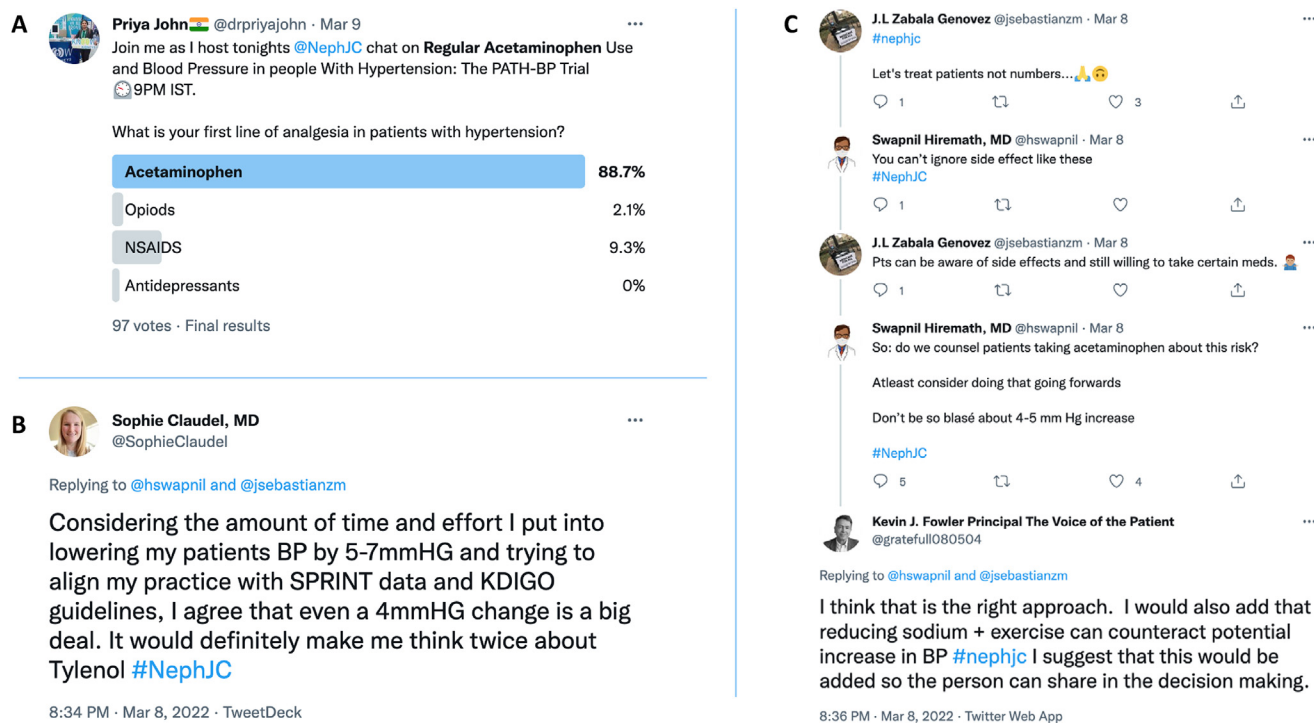 A
Priya John🇮🇳 @drpriyajohn · Mar 9
Join me as I host tonights @NephJC chat on Regular Acetaminophen Use
and Blood Pressure in people With Hypertension: The PATH-BP Trial
🕘9PM IST.
What is your first line of analgesia in patients with hypertension?
Acetaminophen 88.7%
Opiods 2.1%
NSAIDS 9.3%
Antidepressants 0%
97 votes · Final results
B
Sophie Claudel, MD
@SophieClaudel
Replying to @hswapnil and @jsebastianzm
Considering the amount of time and effort I put into
lowering my patients BP by 5-7mmHG and trying to
align my practice with SPRINT data and KDIGO
guidelines, I agree that even a 4mmHG change is a big
deal. It would definitely make me think twice about
Tylenol #NephJC
8:34 PM · Mar 8, 2022 · TweetDeck
C
J.L Zabala Genovez @jsebastianzm · Mar 8
#nephjc
Let's treat patients not numbers...🙏🙃
1 3
Swapnil Hiremath, MD @hswapnil · Mar 8
You can't ignore side effect like these
#NephJC
1
J.L Zabala Genovez @jsebastianzm · Mar 8
Pts can be aware of side effects and still willing to take certain meds. 🤷🏽‍♂️
1
Swapnil Hiremath, MD @hswapnil · Mar 8
So: do we counsel patients taking acetaminophen about this risk?
Atleast consider doing that going forwards
Don't be so blasé about 4-5 mm Hg increase
#NephJC
5 4
Kevin J. Fowler Principal The Voice of the Patient
@gratefull080504
Replying to @hswapnil and @jsebastianzm
I think that is the right approach. I would also add that
reducing sodium + exercise can counteract potential
increase in BP #nephjc I suggest that this would be
added so the person can share in the decision making.
8:36 PM · Mar 8, 2022 · Twitter Web App